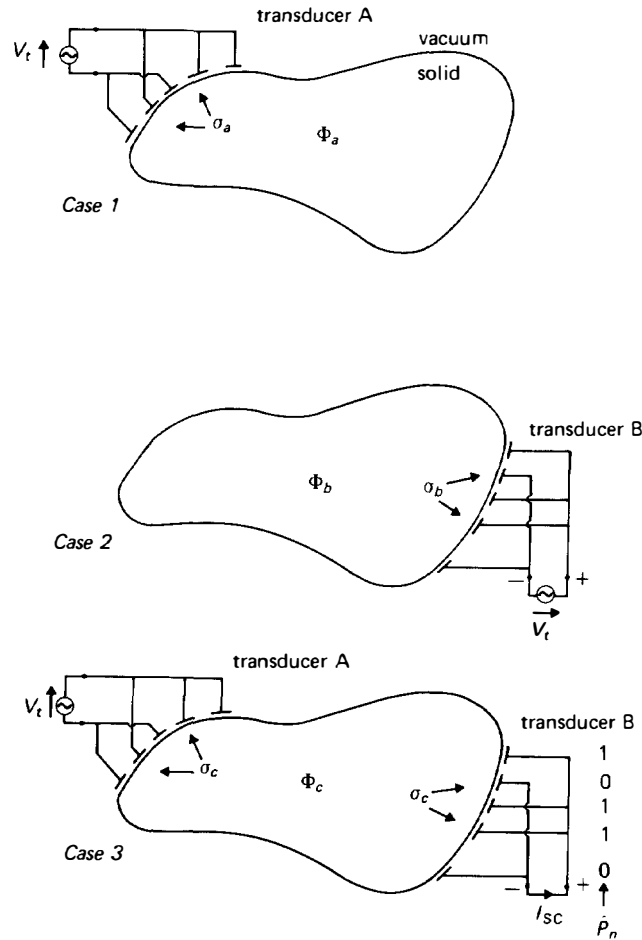 transducer A
V_t
vacuum
solid
σ_a
Φ_a
Case 1
transducer B
Φ_b
σ_b
Case 2
− +
V_t
transducer A
V_t
transducer B
σ_c
Φ_c
σ_c
1
0
1
1
0
Case 3
− +
I_SC
Ṗ_n